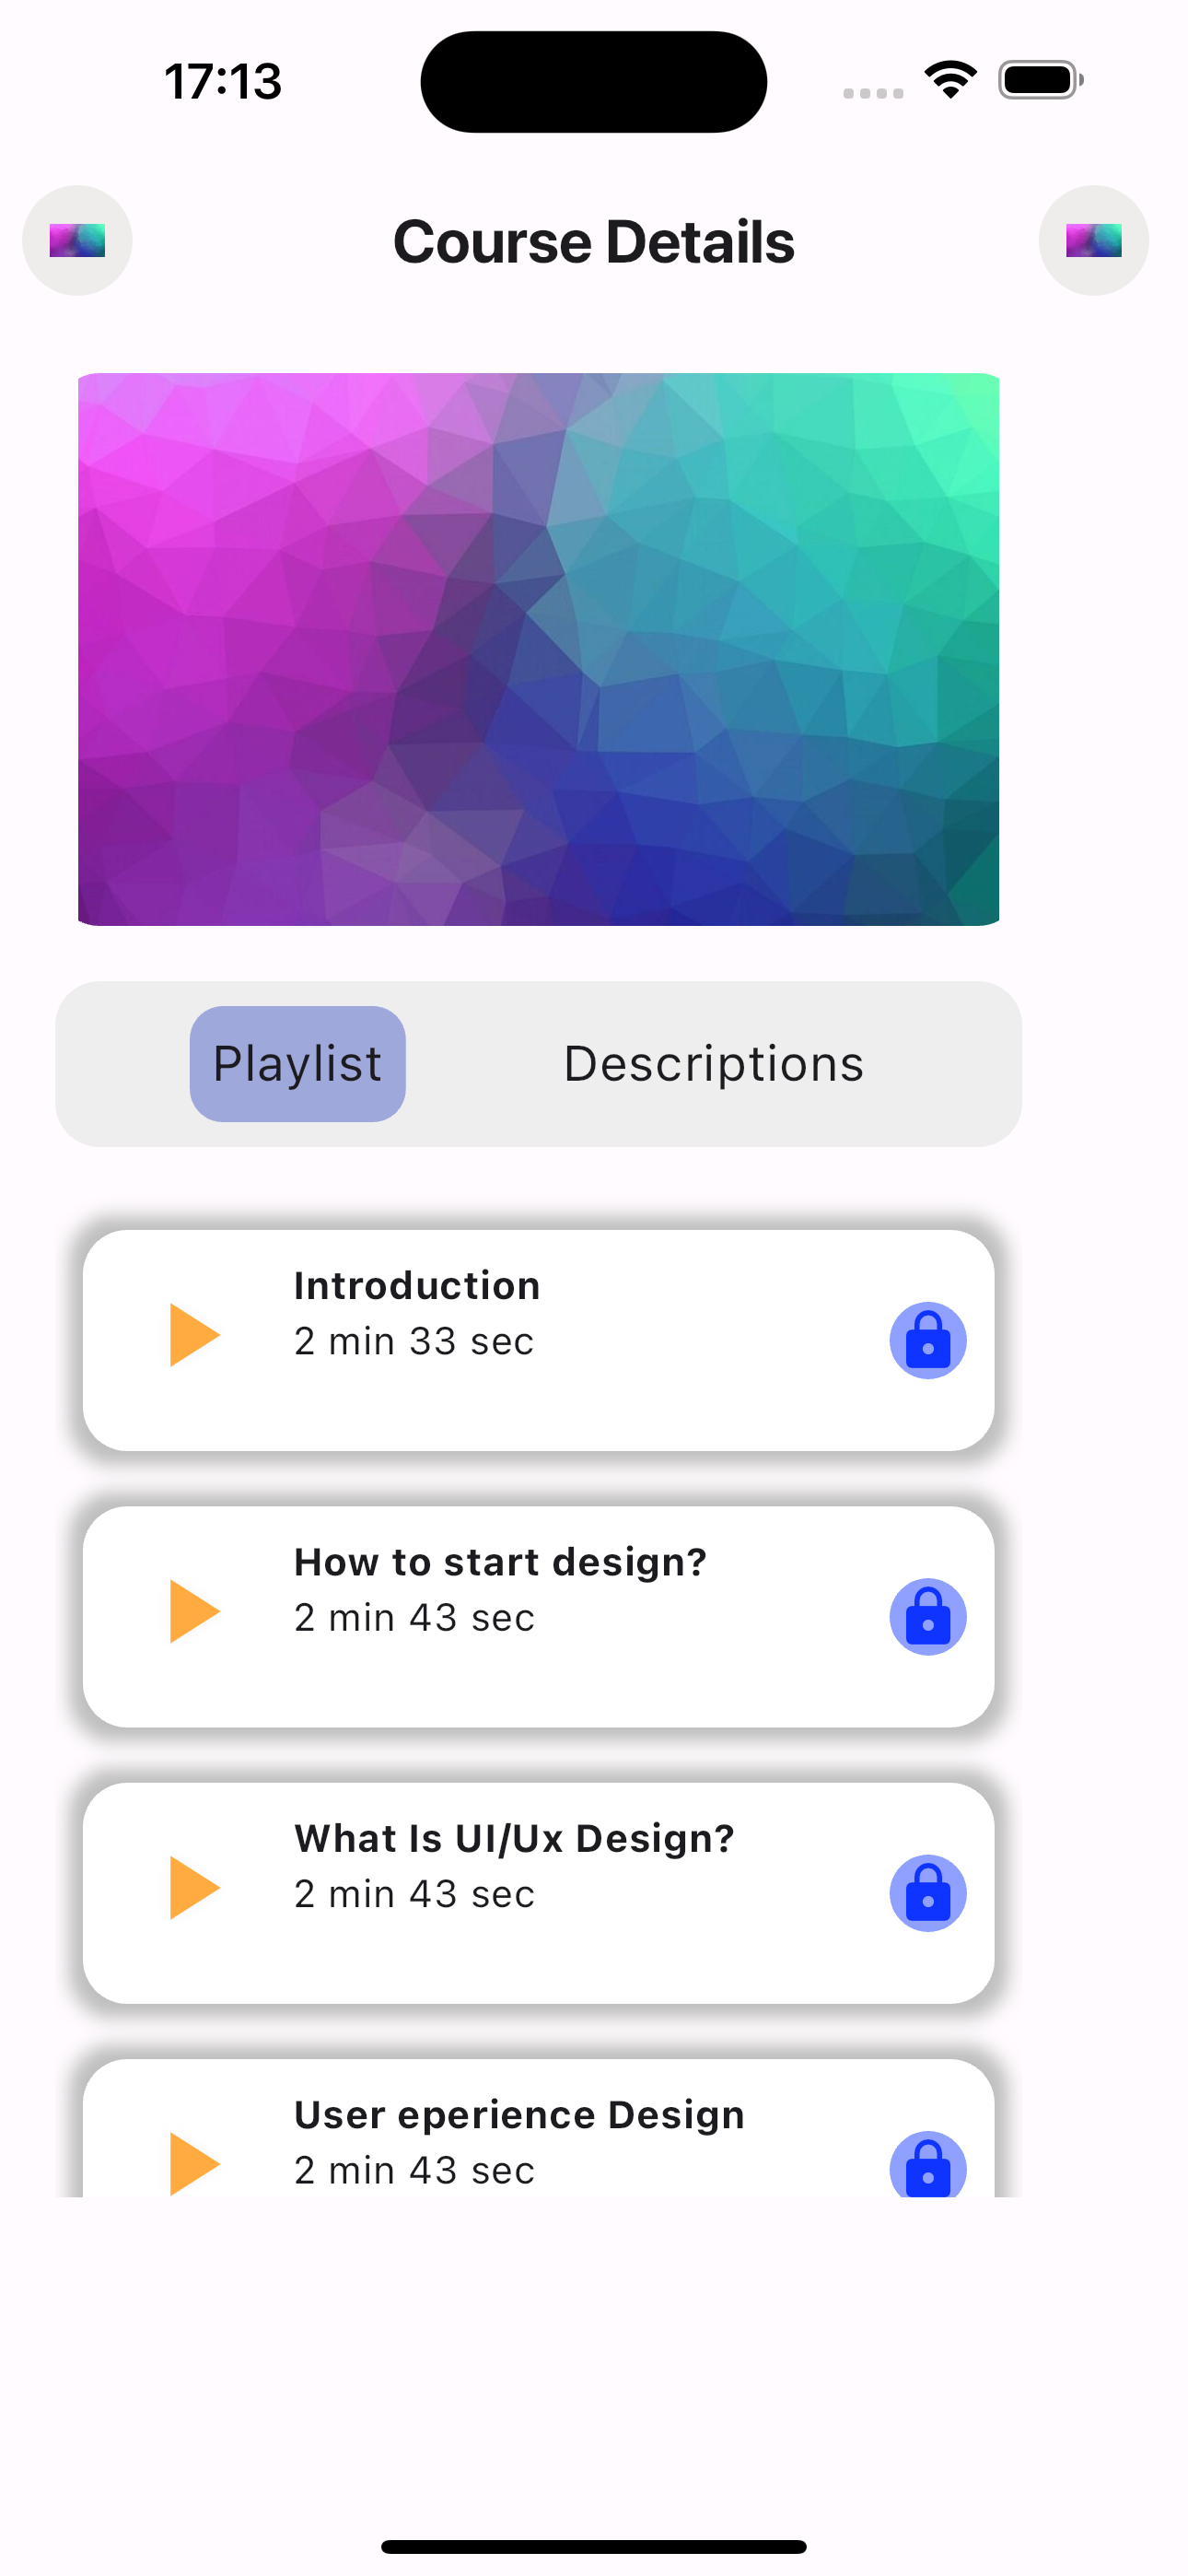 17:13
Course Details
Playlist
Descriptions
Introduction
2 min 33 sec
How to start design?
2 min 43 sec
What Is UI/Ux Design?
2 min 43 sec
User eperience Design
2 min 43 sec